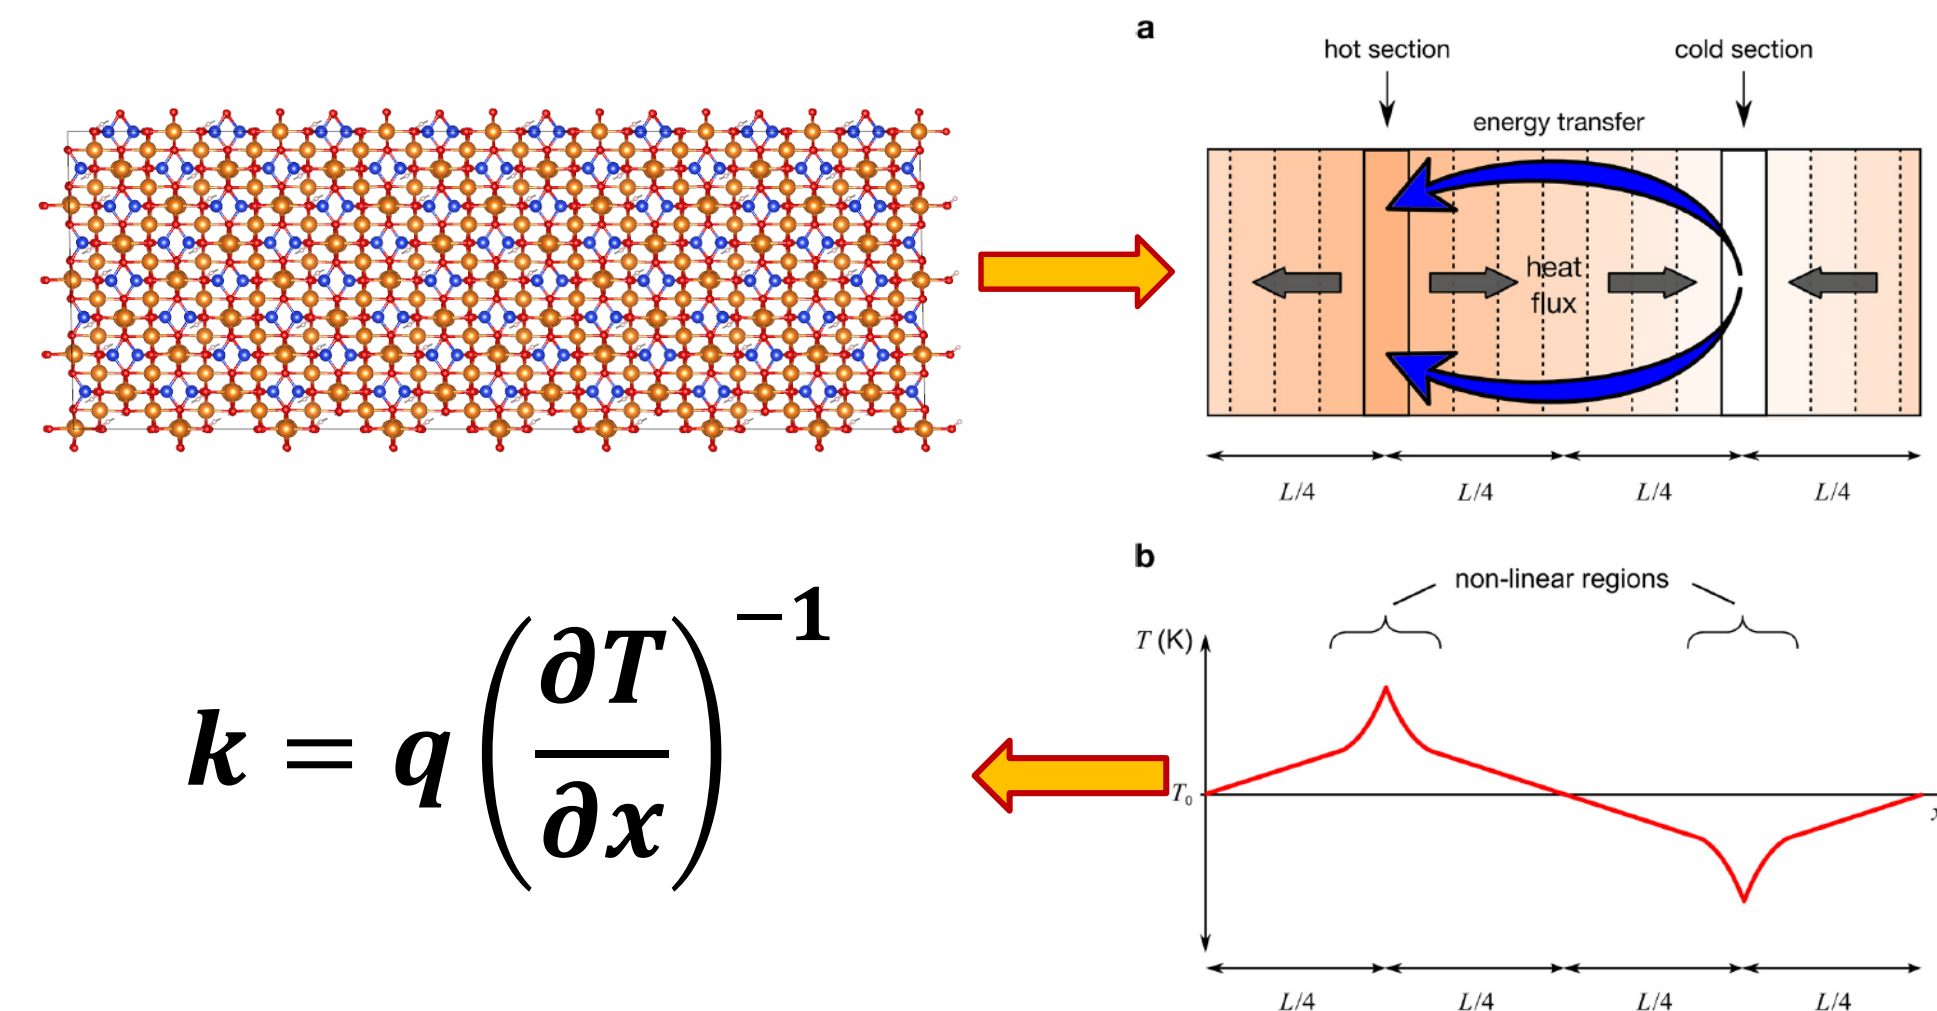 a
hot section
cold section
energy transfer
heat
flux
L/4
L/4
L/4
L/4
b
non-linear regions
T (K)
T₀
x
L/4
L/4
L/4
L/4
k = q (∂T/∂x)⁻¹